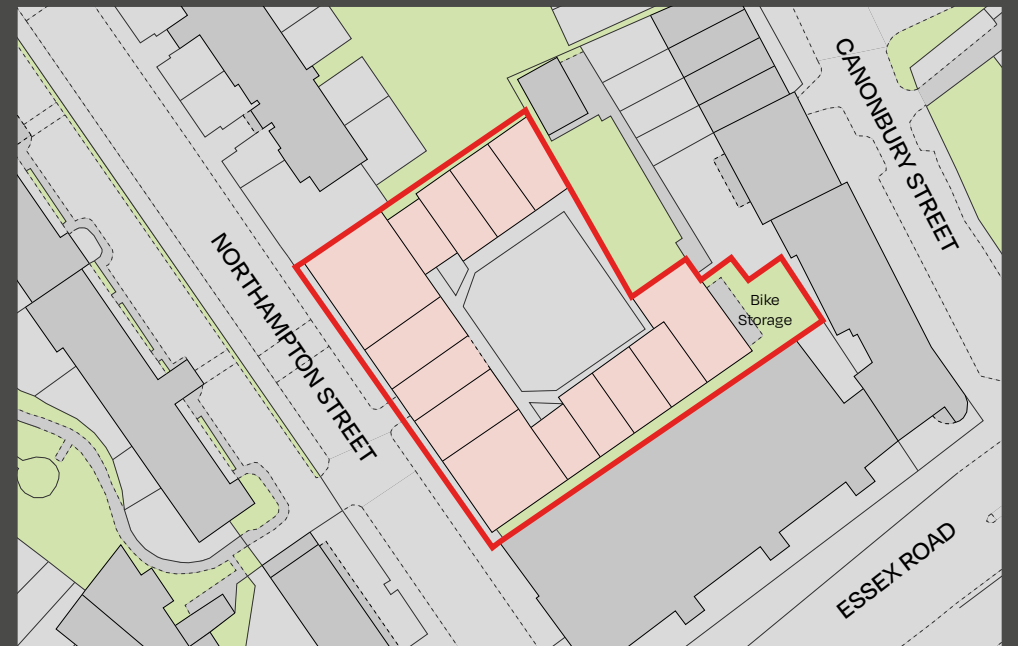 CANONBURY STREET
NORTHAMPTON STREET
Bike
Storage
ESSEX ROAD